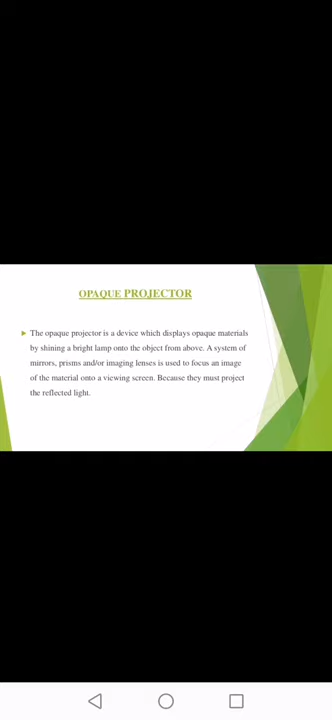 OPAQUE PROJECTOR
The opaque projector is a device which displays opaque materials
by shining a bright lamp onto the object from above. A system of
mirrors, prisms and/or imaging lenses is used to focus an image
of the material onto a viewing screen. Because they must project
the reflected light.